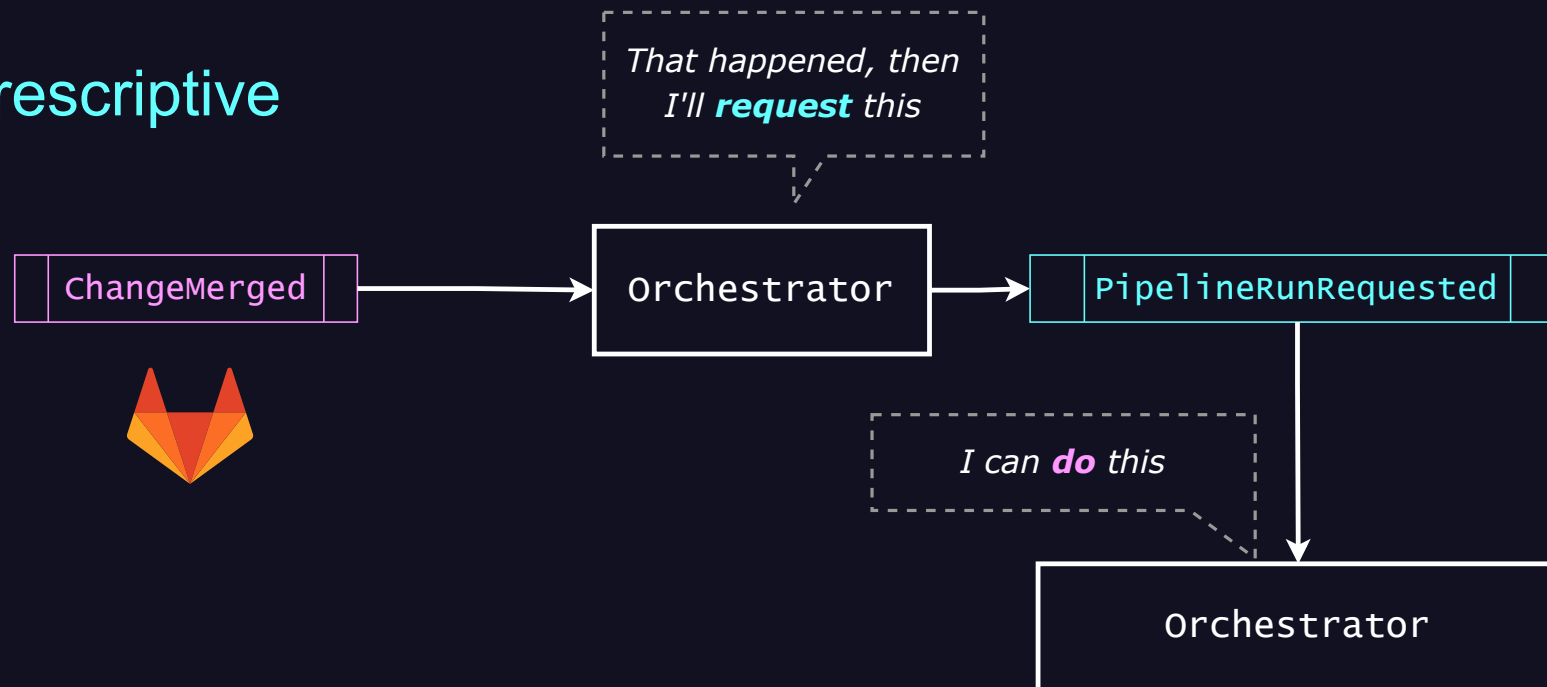 rescriptive
That happened, then
I'll request this
ChangeMerged
Orchestrator
PipelineRunRequested
I can do this
Orchestrator